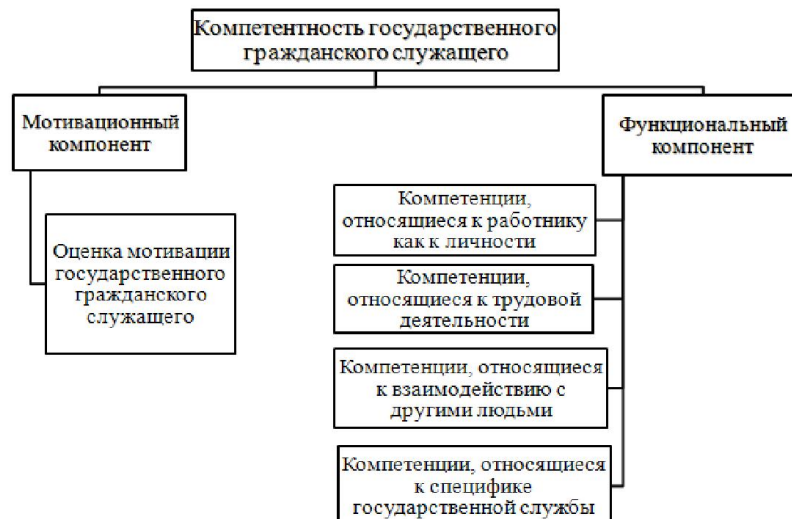 Компетентность государственного
гражданского служащего
Мотивационный
компонент
Функциональный
компонент
Оценка мотивации
государственного
гражданского
служащего
Компетенции,
относящиеся к работнику
как к личности
Компетенции,
относящиеся к трудовой
деятельности
Компетенции, относящиеся
к взаимодействию с
другими людьми
Компетенции, относящиеся
к специфике
государственной службы